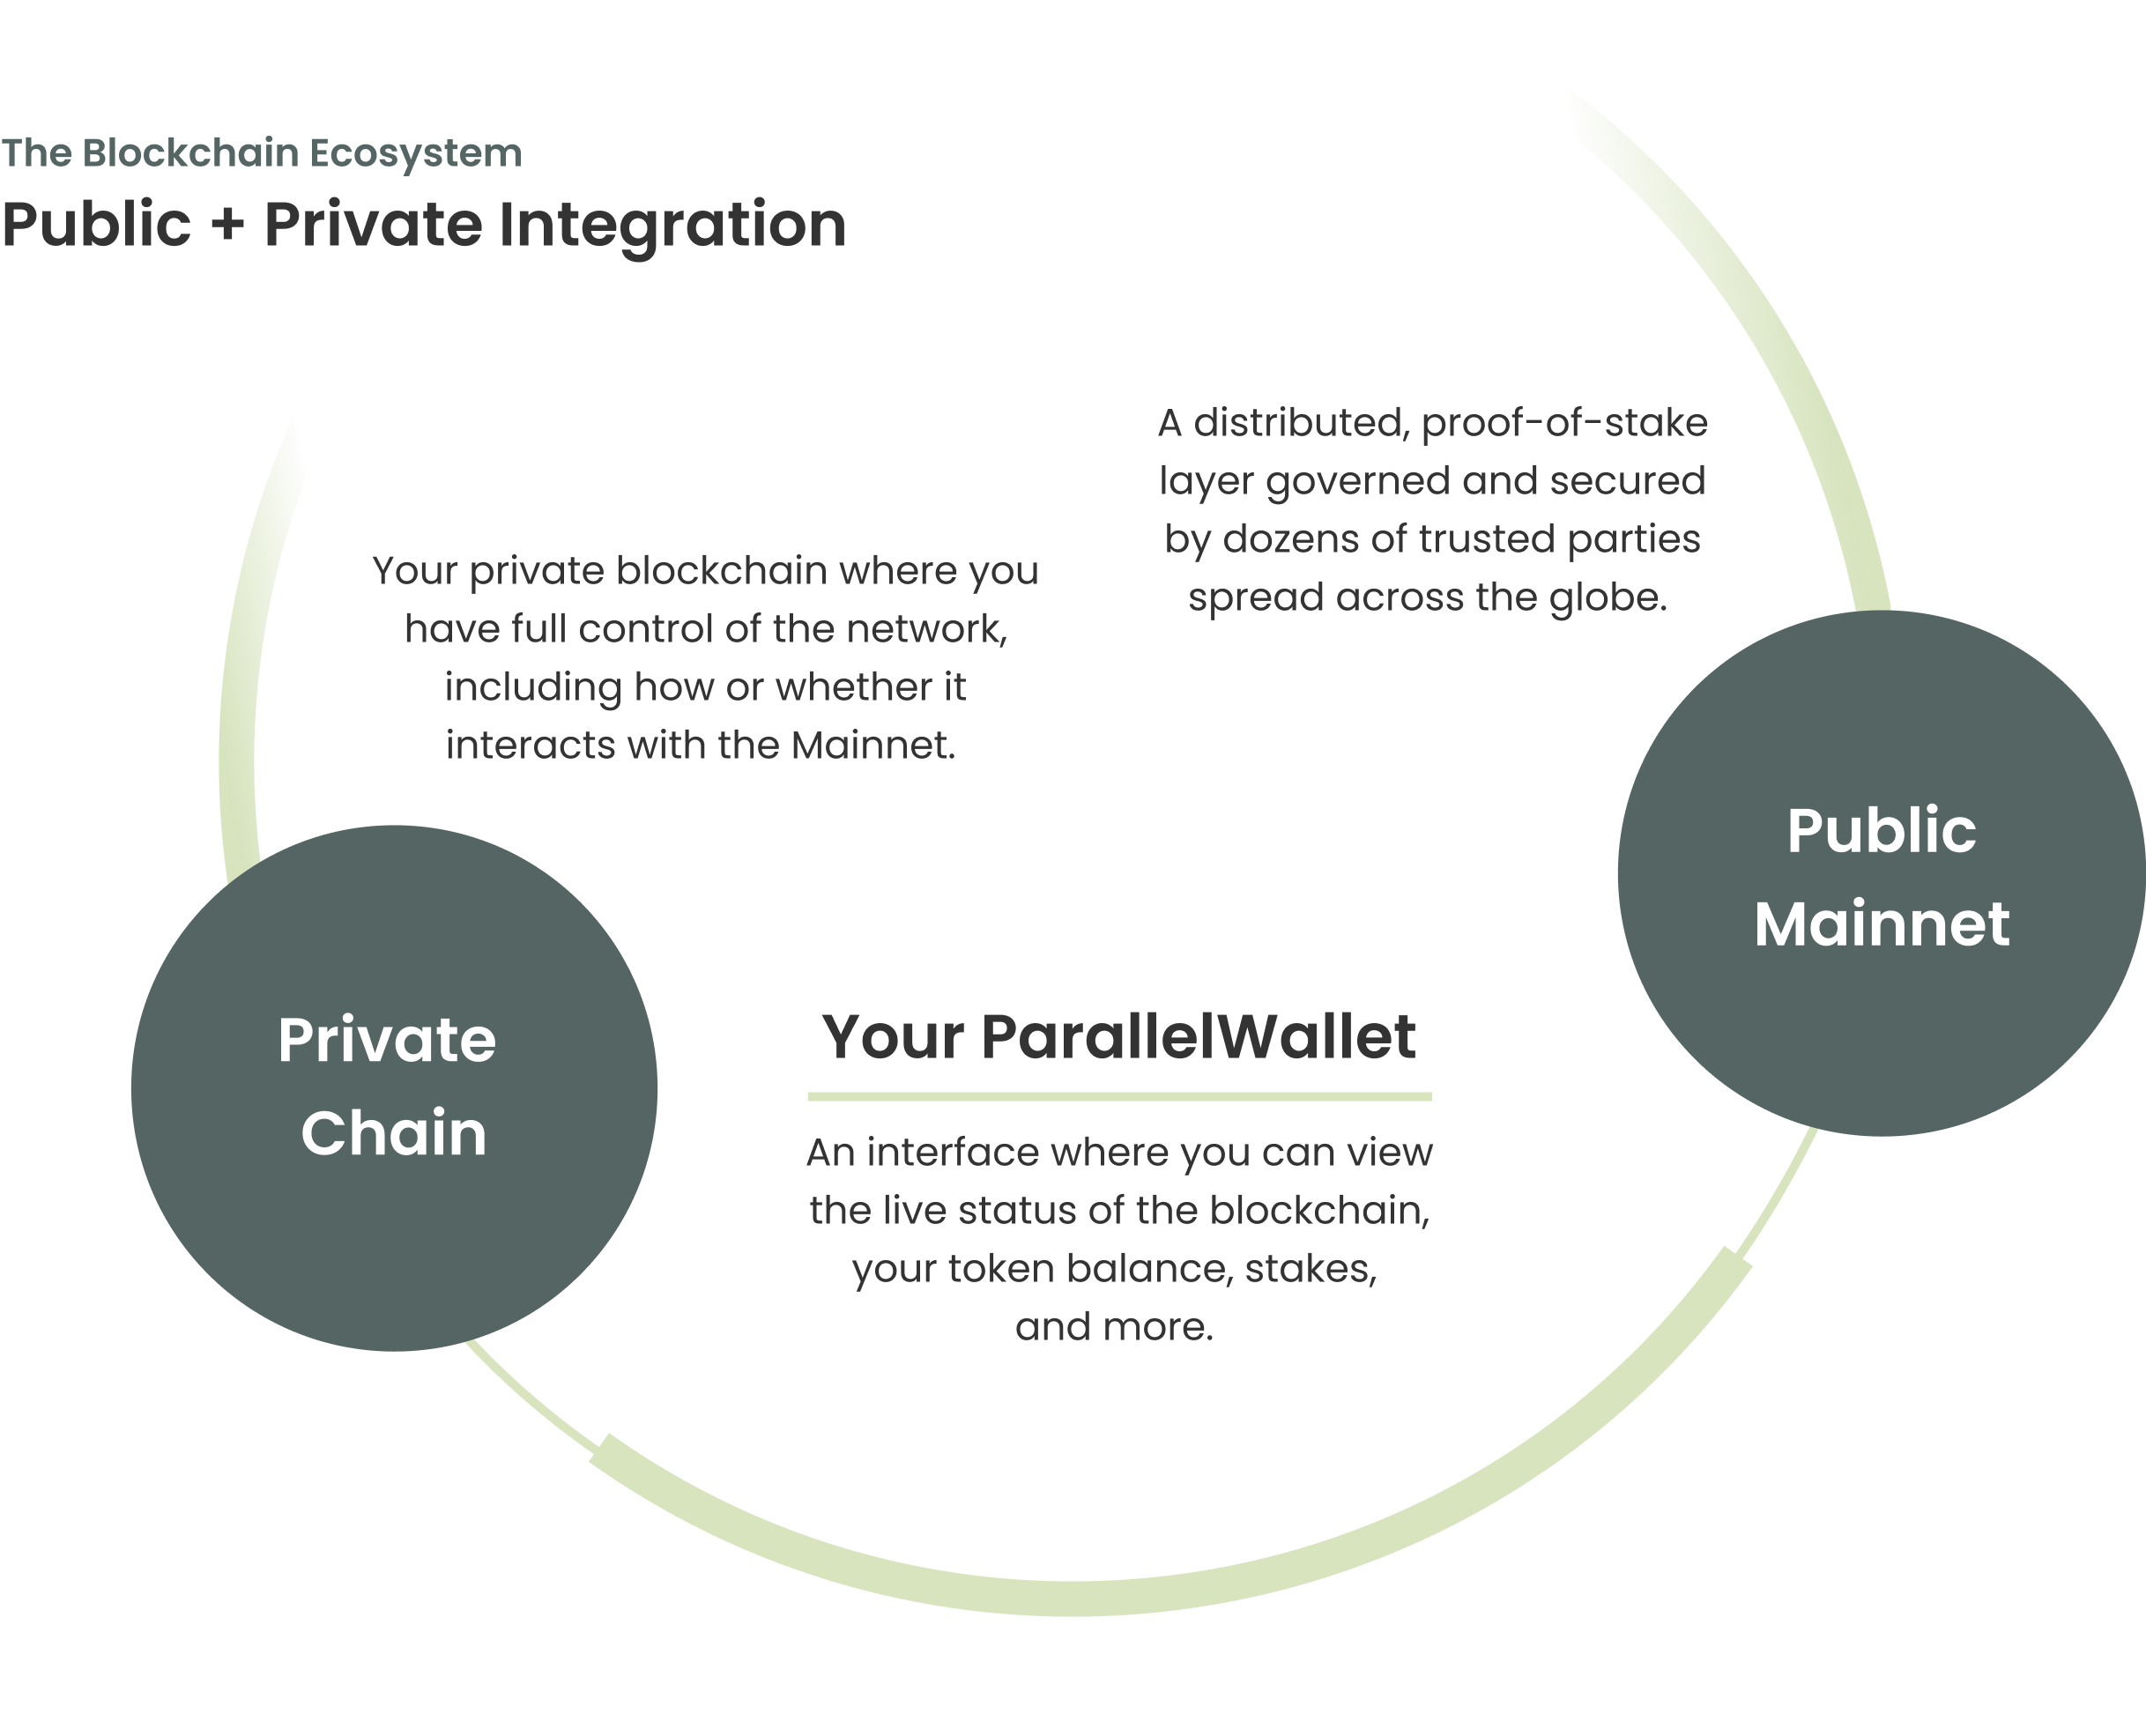 The Blockchain Ecosystem
Public + Private Integration
A distributed, proof-of-stake
layer governed and secured
by dozens of trusted parties
spread across the globe.
Your private blockchain where you
have full control of the network,
including how or whether it
interacts with the Mainnet.
Public
Mainnet
Private
Chain
Your ParallelWallet
An interface where you can view
the live status of the blockchain,
your token balance, stakes,
and more.